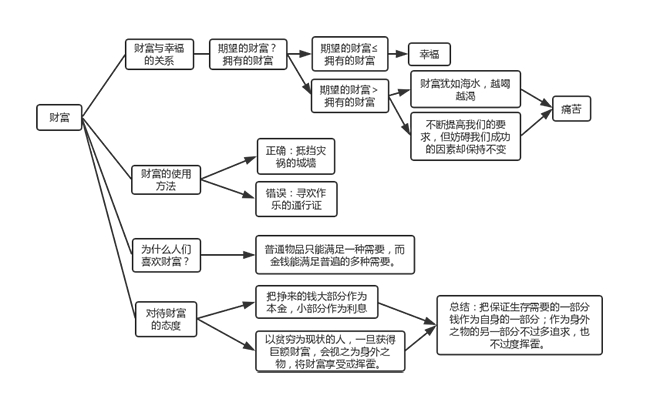 财富与幸福
的关系
期望的财富？
拥有的财富
期望的财富≤
拥有的财富
幸福
期望的财富>
拥有的财富
财富犹如海水，越喝
越渴
财富
痛苦
不断提高我们的要
求，但妨碍我们成功
的因素却保持不变
正确：抵挡灾
祸的城墙
财富的使用
方法
错误：寻欢作
乐的通行证
为什么人们
喜欢财富？
普通物品只能满足一种需要，而
金钱能满足普遍的多种需要。
对待财富
的态度
把挣来的钱大部分作为
本金，小部分作为利息
以贫穷为现状的人，一旦获得
巨额财富，会视之为身外之
物，将财富享受或挥霍。
总结：把保证生存需要的一部分
钱作为自身的一部分；作为身外
之物的另一部分不过多追求，也
不过度挥霍。